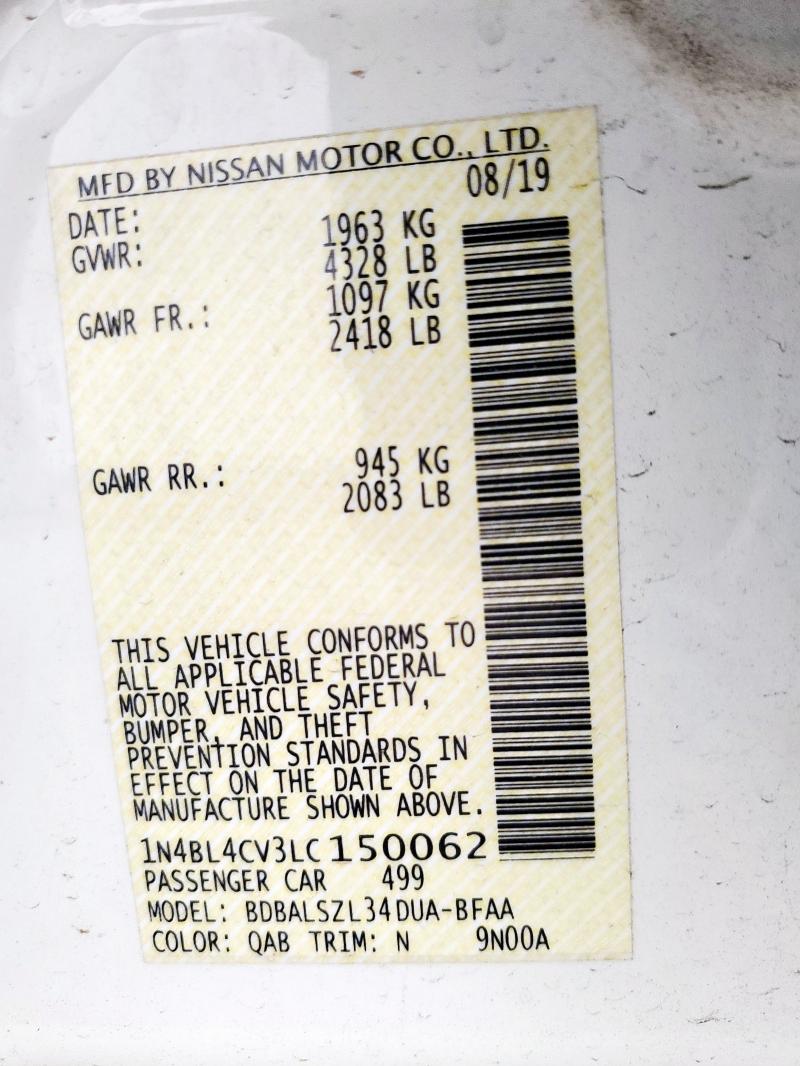 MFD BY NISSAN MOTOR CO., LTD.
DATE: 08/19
GVWR: 1963 KG
4328 LB
GAWR FR.: 1097 KG
2418 LB
GAWR RR.: 945 KG
2083 LB
THIS VEHICLE CONFORMS TO
ALL APPLICABLE FEDERAL
MOTOR VEHICLE SAFETY,
BUMPER, AND THEFT
PREVENTION STANDARDS IN
EFFECT ON THE DATE OF
MANUFACTURE SHOWN ABOVE.
1N4BL4CV3LC150062
PASSENGER CAR 499
MODEL: BDBALSZL34DUA-BFAA
COLOR: QAB TRIM: N 9N00A